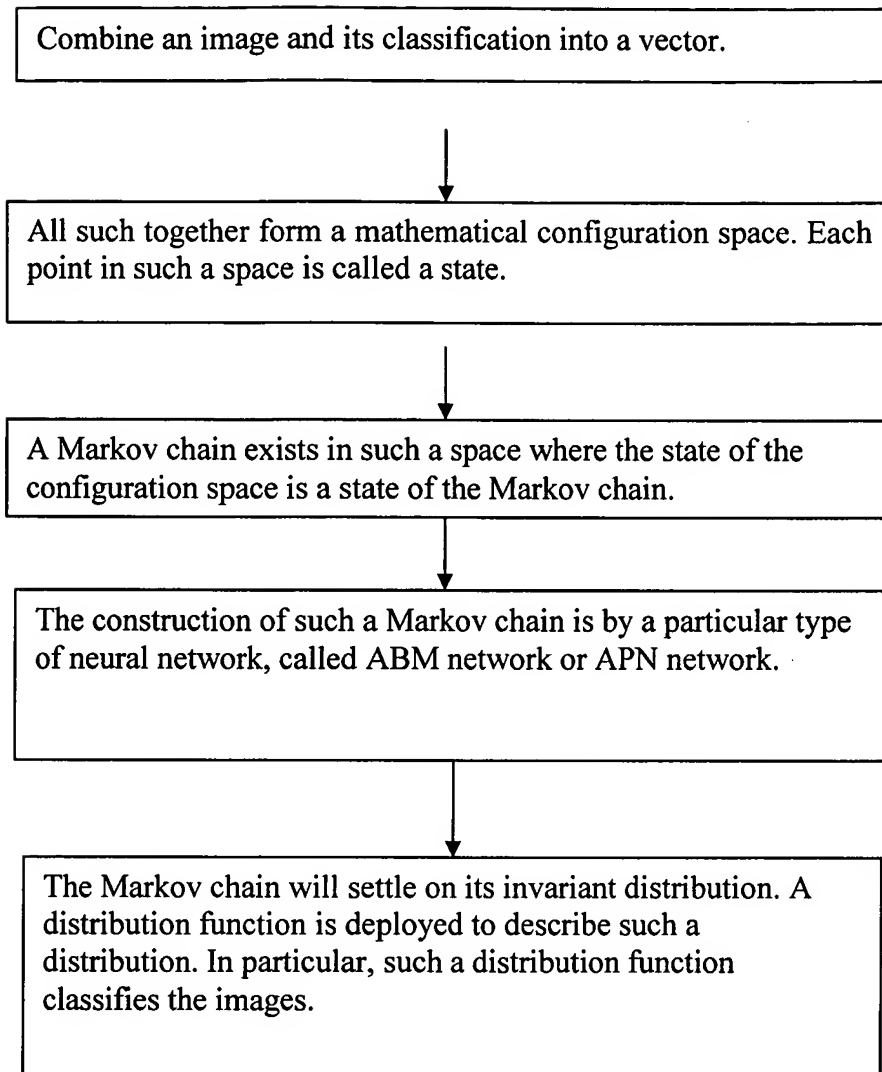 Combine an image and its classification into a vector.
All such together form a mathematical configuration space. Each
point in such a space is called a state.
A Markov chain exists in such a space where the state of the
configuration space is a state of the Markov chain.
The construction of such a Markov chain is by a particular type
of neural network, called ABM network or APN network.
The Markov chain will settle on its invariant distribution. A
distribution function is deployed to describe such a
distribution. In particular, such a distribution function
classifies the images.